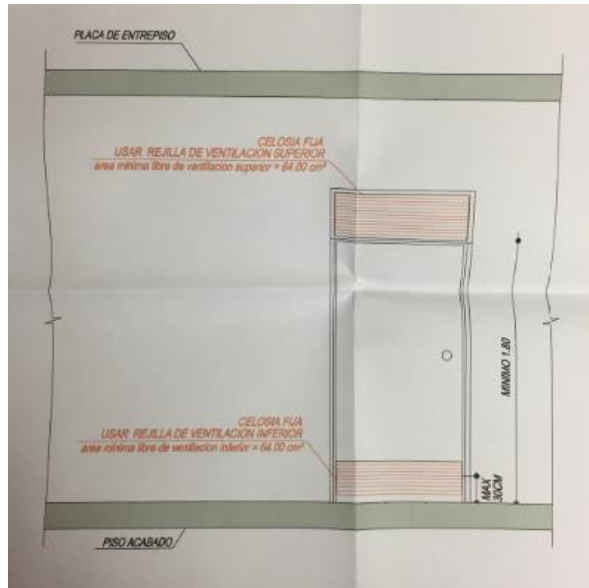 PLACA DE ENTREPISO
CELOSIA FIJA
USAR REJILLA DE VENTILACION SUPERIOR
area mínima libre de ventilacion superior = 64.00 cm²
MINIMO 1.80
CELOSIA FIJA
USAR REJILLA DE VENTILACION INFERIOR
area mínima libre de ventilacion inferior = 64.00 cm²
MAX
30CM
PISO ACABADO